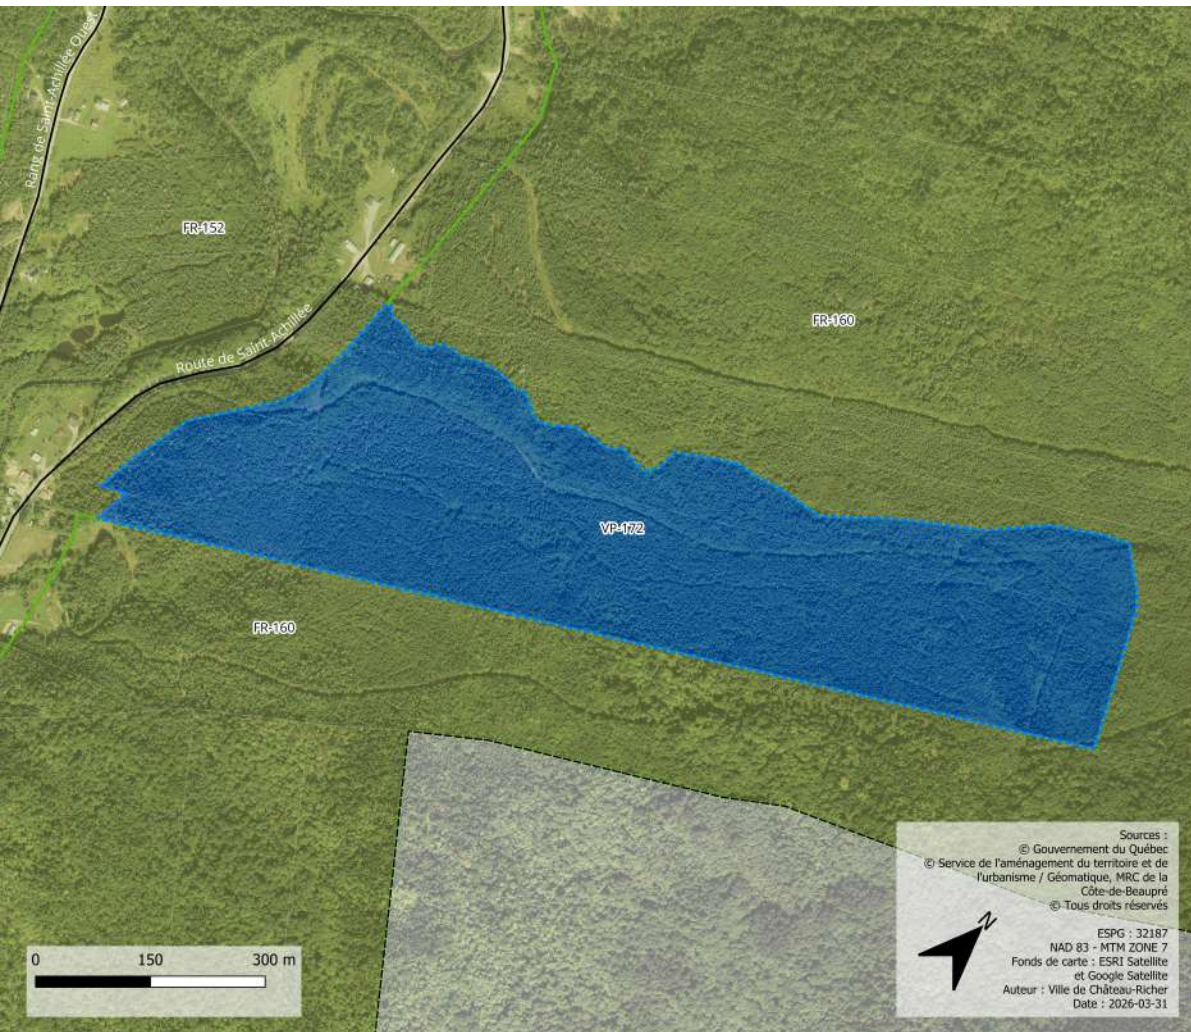 Rang de Saint-Achillée Ouest
FR-152
FR-160
Route de Saint-Achillée
VP-172
FR-160
Sources :
© Gouvernement du Québec
© Service de l'aménagement du territoire et de
l'urbanisme / Géomatique, MRC de la
Côte-de-Beaupré
© Tous droits réservés
N
ESPG : 32187
NAD 83 - MTM ZONE 7
Fonds de carte : ESRI Satellite
et Google Satellite
Auteur : Ville de Château-Richer
Date : 2026-03-31
0 150 300 m